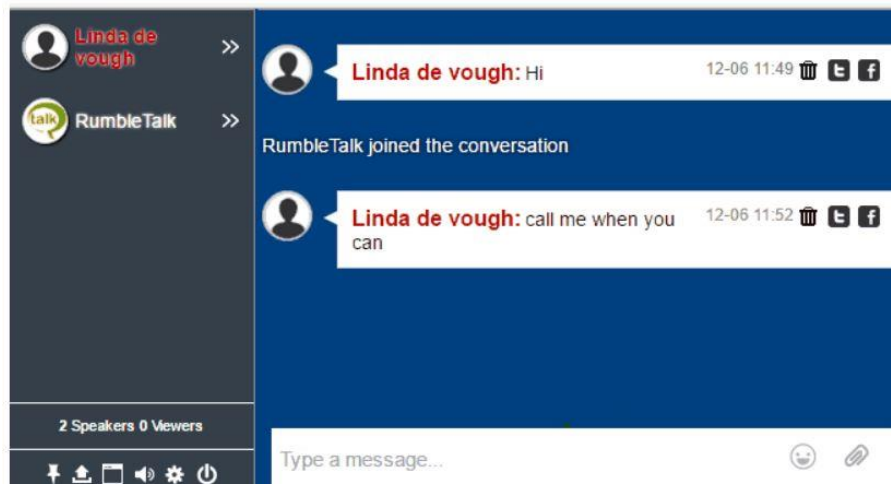 Linda de
vough
talk
RumbleTalk
2 Speakers 0 Viewers
Linda de vough: Hi
12-06 11:49
RumbleTalk joined the conversation
Linda de vough: call me when you
can
12-06 11:52
Type a message...